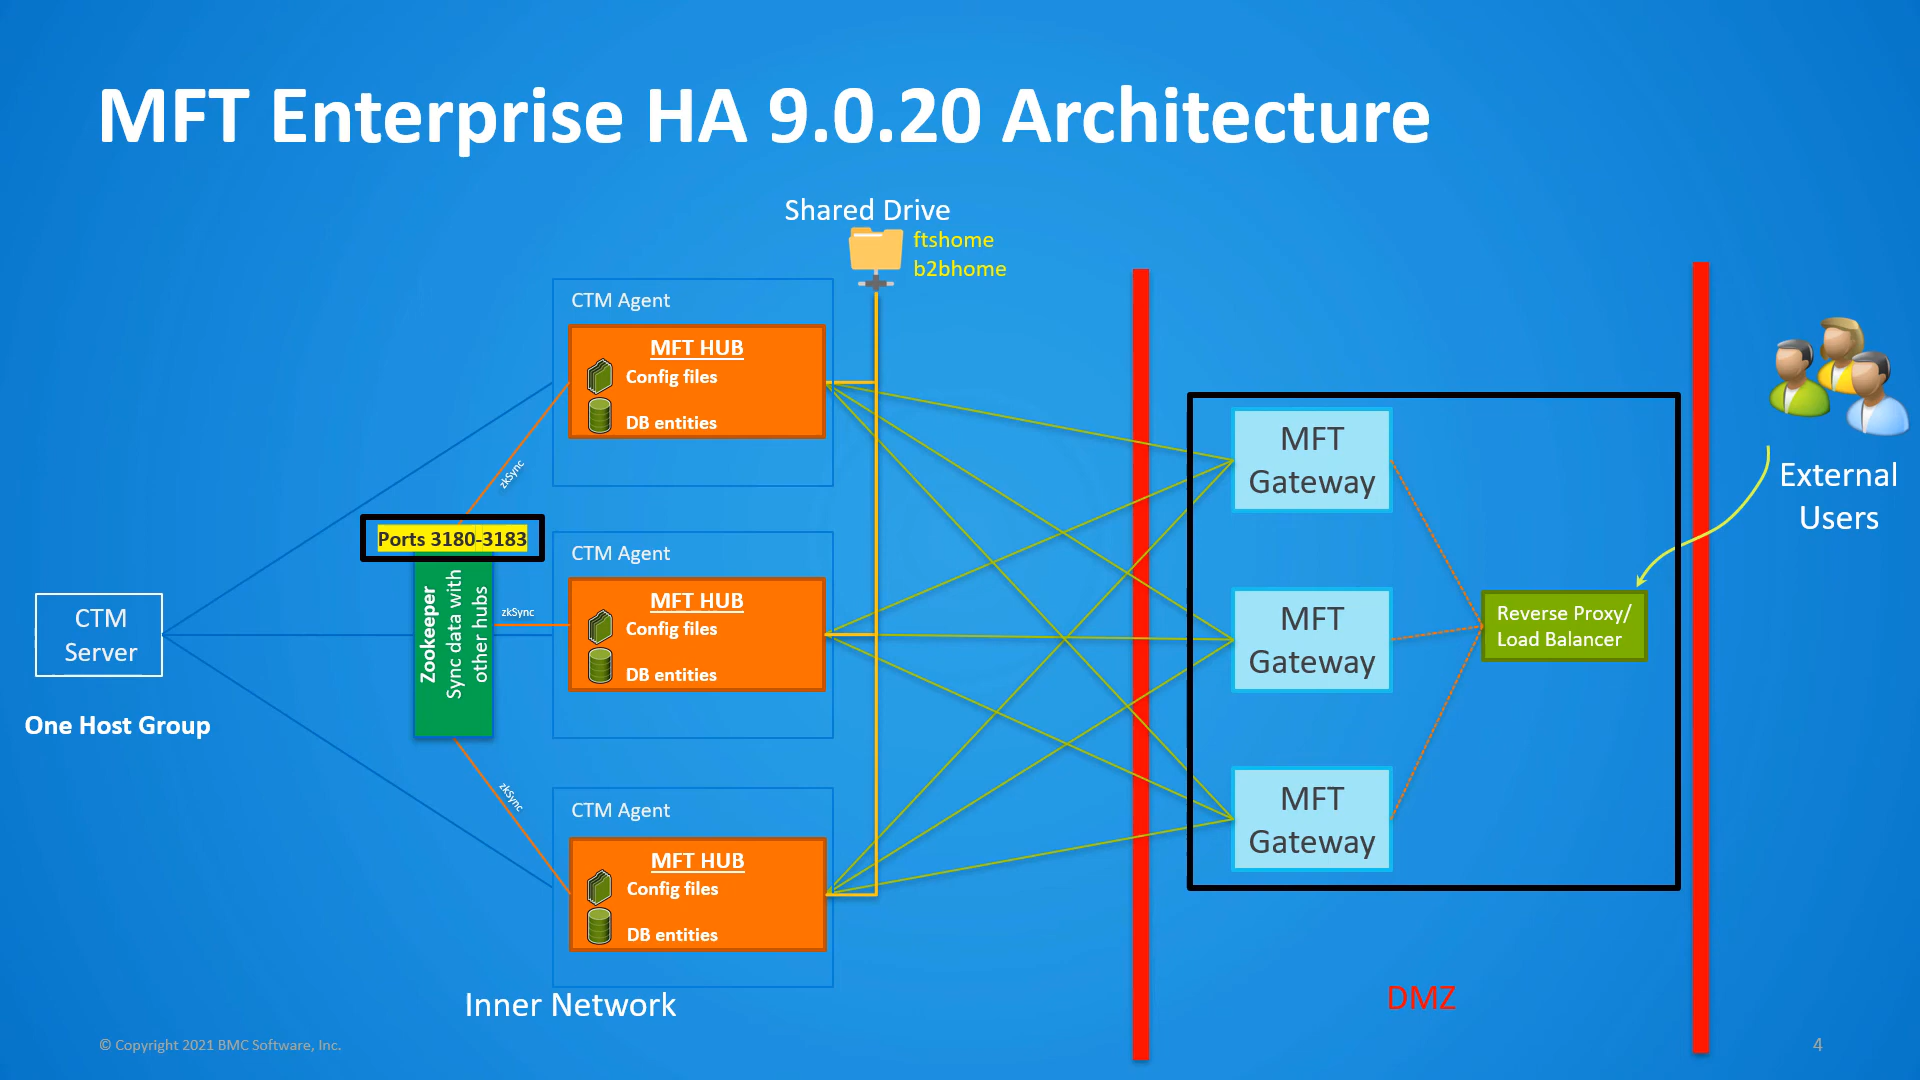 MFT Enterprise HA 9.0.20 Architecture
Shared Drive
ftshome
b2bhome
CTM Agent
MFT HUB
Config files
DB entities
zkSync
Ports 3180-3183
Zookeeper
Sync data with
other hubs
zkSync
CTM Agent
MFT HUB
Config files
DB entities
CTM
Server
One Host Group
zkSync
CTM Agent
MFT HUB
Config files
DB entities
Inner Network
MFT
Gateway
MFT
Gateway
MFT
Gateway
Reverse Proxy/
Load Balancer
External
Users
DMZ
© Copyright 2021 BMC Software, Inc.
4